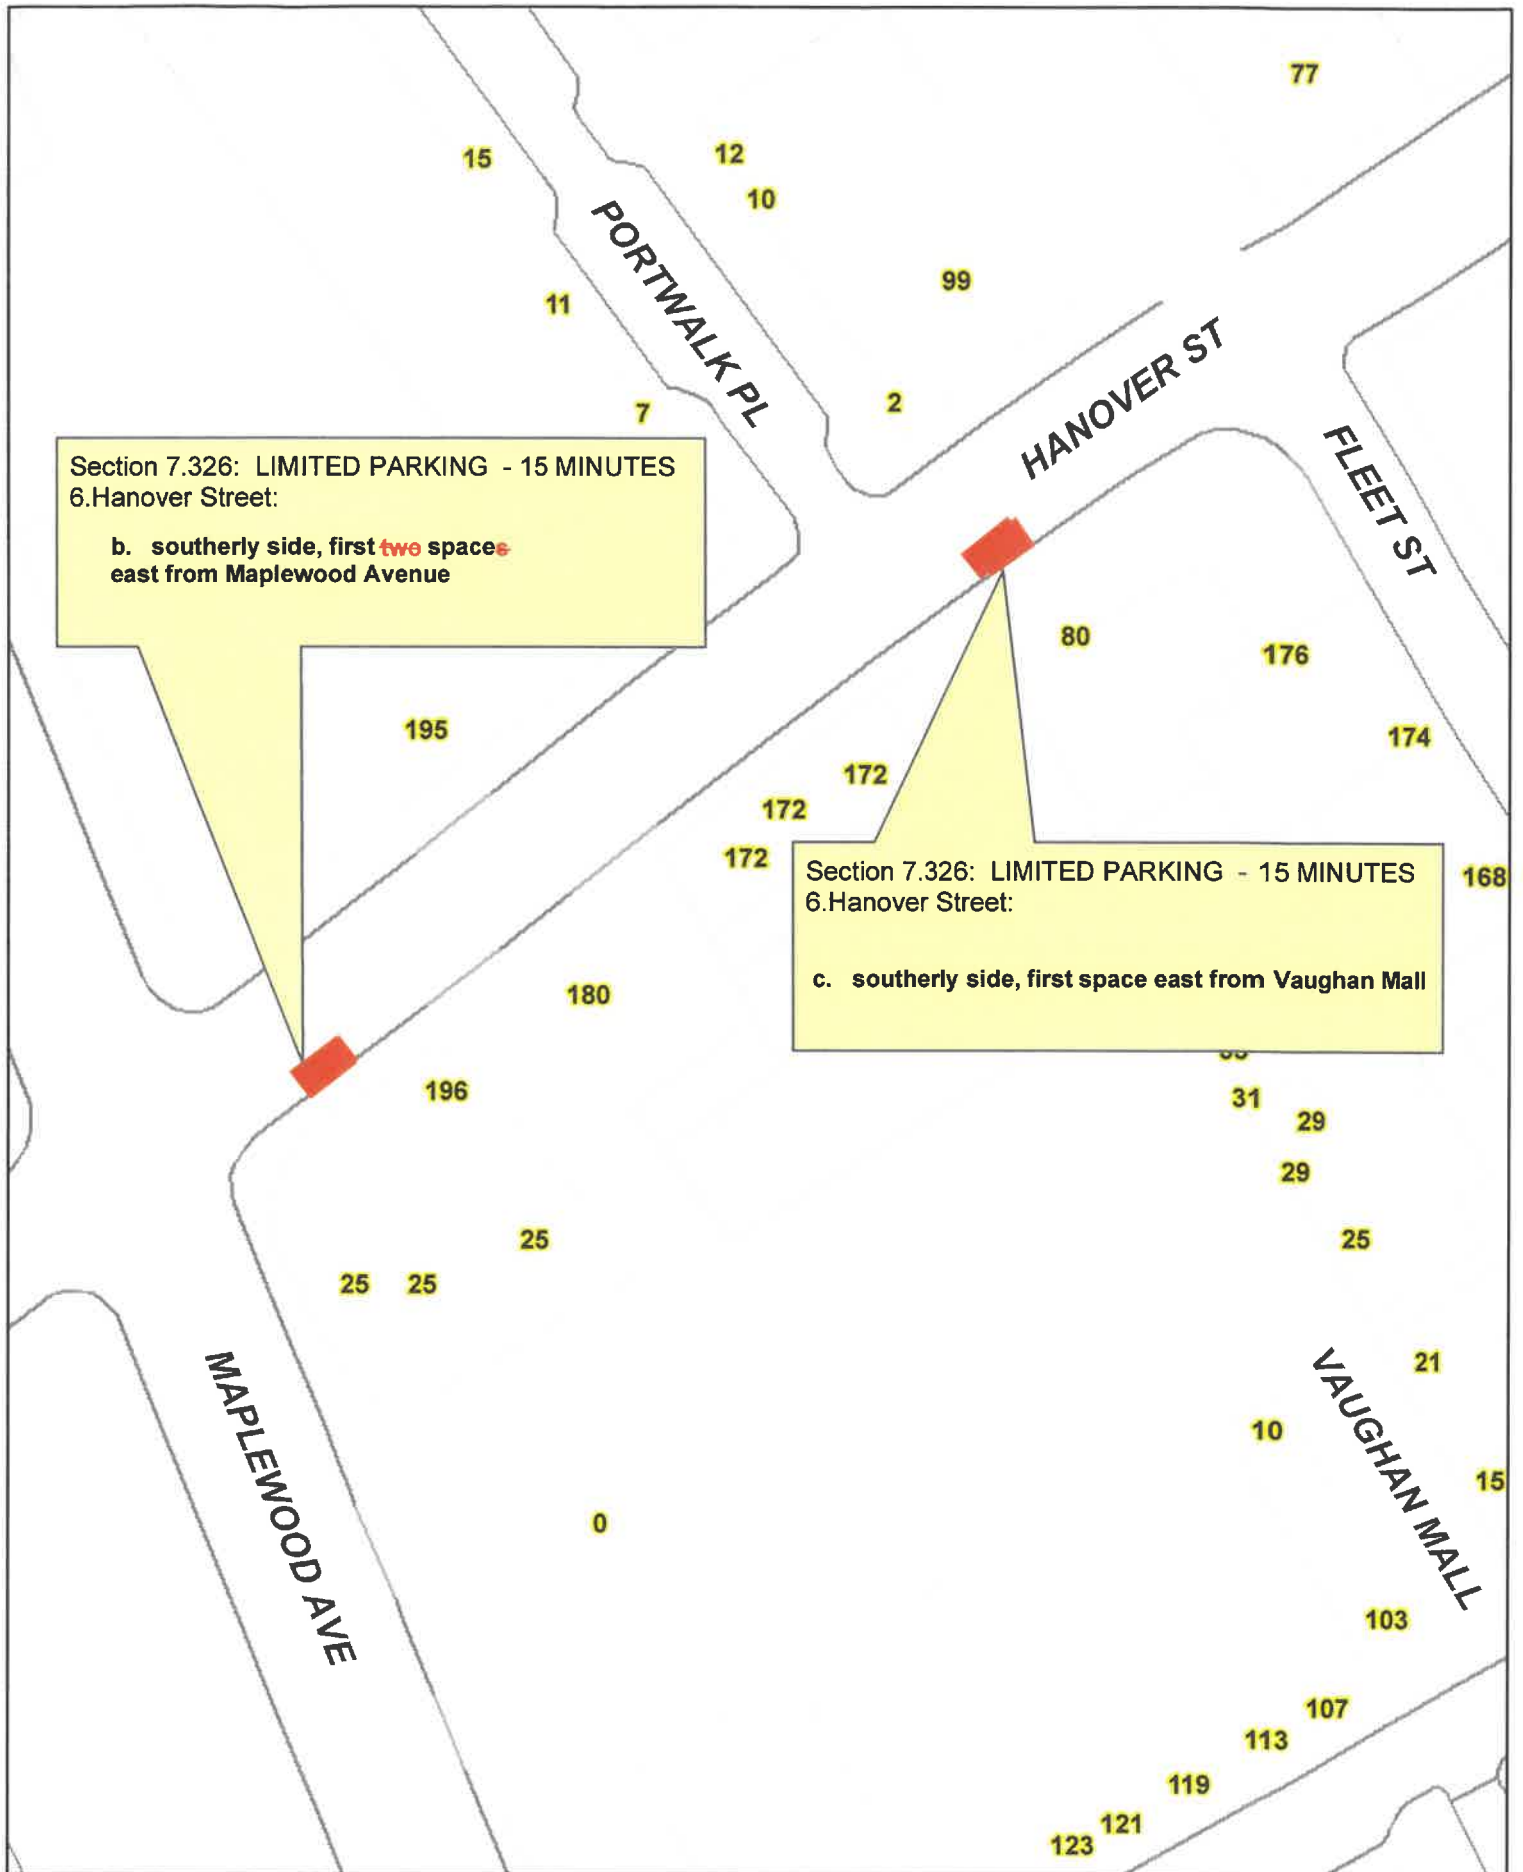 77
15
12
10
PORTWALK PL
99
11
HANOVER ST
2
7
FLEET ST
Section 7.326: LIMITED PARKING - 15 MINUTES
6.Hanover Street:
b. southerly side, first two spaces
east from Maplewood Avenue
80
176
195
174
172
172
172
Section 7.326: LIMITED PARKING - 15 MINUTES
6.Hanover Street:
c. southerly side, first space east from Vaughan Mall
168
180
196
31
29
29
25
25
25
25
MAPLEWOOD AVE
VAUGHAN MALL
21
10
15
0
103
107
113
119
121
123